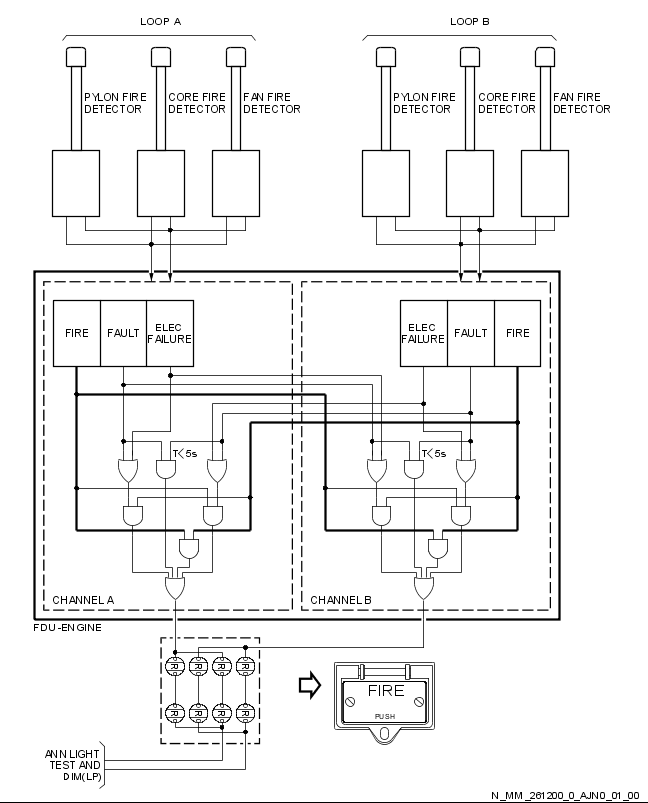 LOOP A
LOOP B
PYLON FIRE
DETECTOR
CORE FIRE
DETECTOR
FAN FIRE
DETECTOR
PYLON FIRE
DETECTOR
CORE FIRE
DETECTOR
FAN FIRE
DETECTOR
FIRE
FAULT
ELEC
FAILURE
ELEC
FAILURE
FAULT
FIRE
T<5s
T<5s
CHANNEL A
CHANNEL B
FDU-ENGINE
R R R R
R R R R
FIRE
PUSH
ANN LIGHT
TEST AND
DIM(LP)
N_MM_261200_0_AJN0_01_00